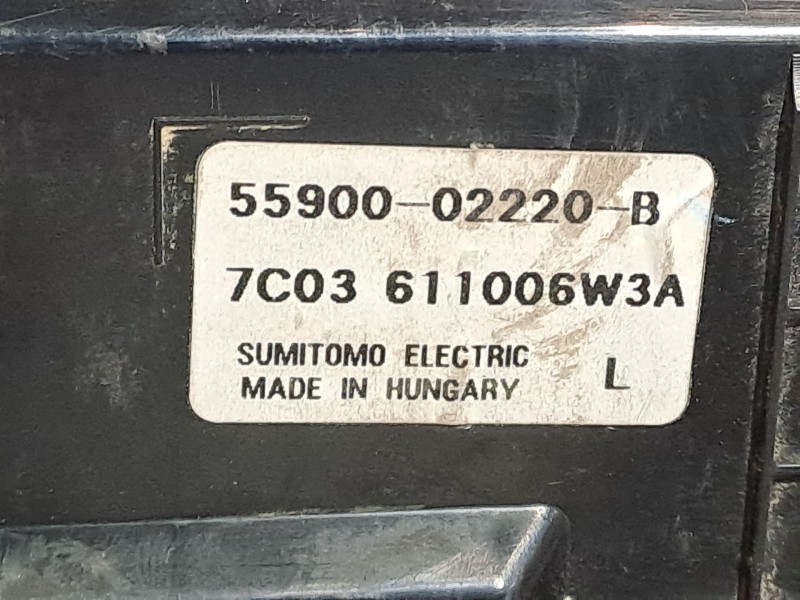 55900-02220-B
7C03 611006W3A
SUMITOMO ELECTRIC
MADE IN HUNGARY L